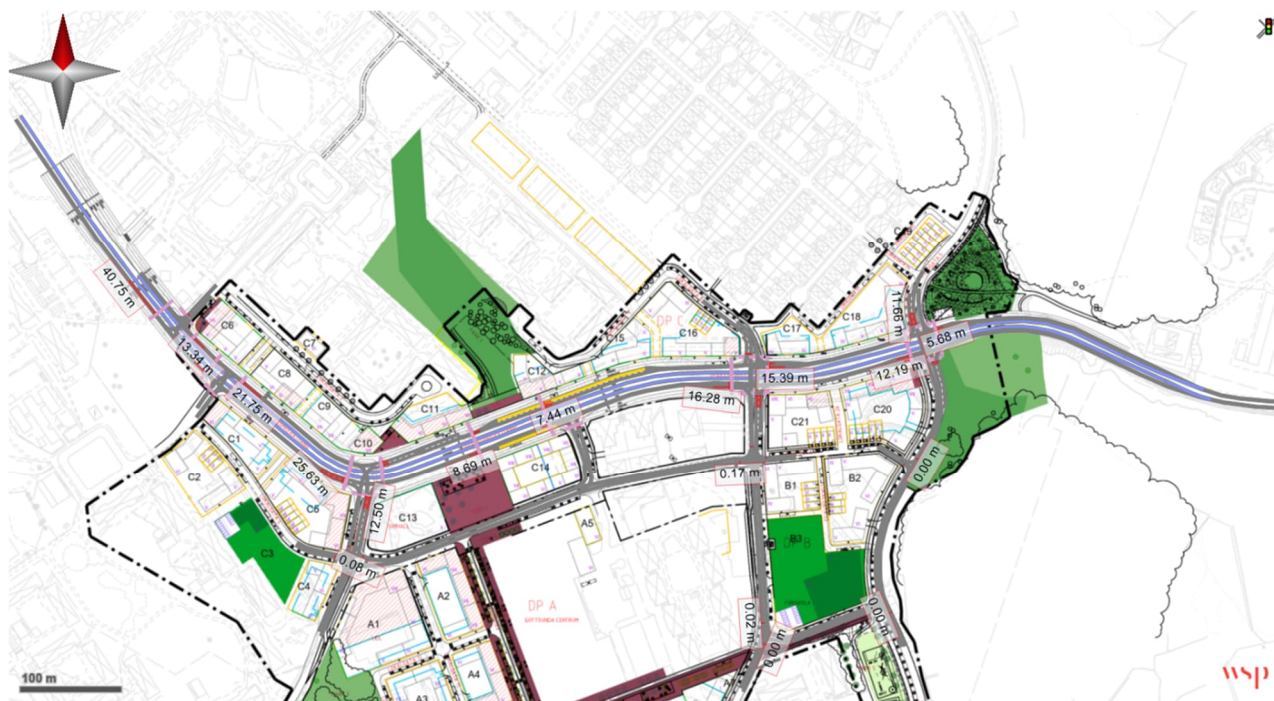 C6
C7
40.75 m
13.34 m
C8
C9
21.75 m
C10
C11
C12
C15
DP C
C16
C17
C18
11.66 m
5.68 m
15.39 m
12.19 m
16.28 m
7.44 m
8.69 m
C1
C2
25.63 m
12.50 m
C14
C13
C21
C20
0.17 m
0.00 m
B1
B2
C3
C4
0.08 m
A5
B3
DP B
A1
A2
DP A
GOTTSUNDA CENTRUM
0.02 m
0.00 m
0.00 m
A3
A4
100 m
wsp